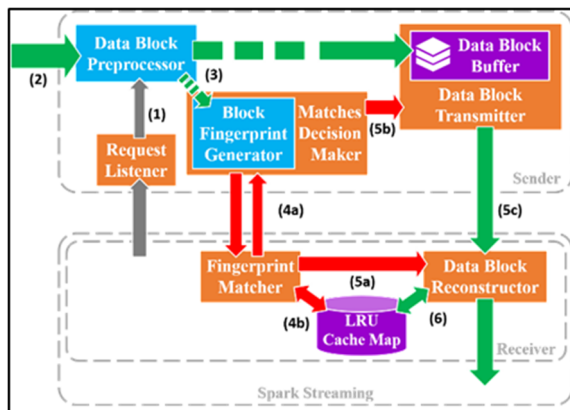 Data Block
Preprocessor
(2)
(3)
Data Block
Buffer
Data Block
Transmitter
(1)
Block
Fingerprint
Generator
Matches
Decision
Maker
(5b)
Request
Listener
Sender
(4a)
(5c)
Fingerprint
Matcher
(5a)
Data Block
Reconstructor
(4b)
LRU
Cache Map
(6)
Receiver
Spark Streaming